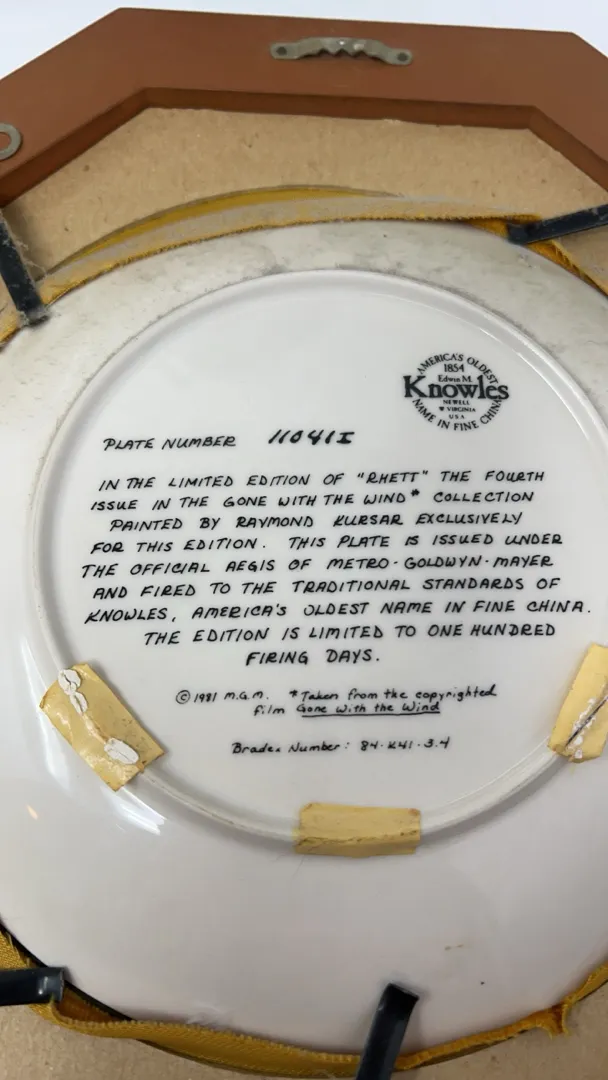 AMERICA'S OLDEST
1854
Edwin M.
Knowles
NEWELL
W VIRGINIA
USA
NAME IN FINE CHINA
PLATE NUMBER 11041I
IN THE LIMITED EDITION OF "RHETT" THE FOURTH
ISSUE IN THE GONE WITH THE WIND* COLLECTION
PAINTED BY RAYMOND KURSAR EXCLUSIVELY
FOR THIS EDITION. THIS PLATE IS ISSUED UNDER
THE OFFICIAL AEGIS OF METRO-GOLDWYN-MAYER
AND FIRED TO THE TRADITIONAL STANDARDS OF
KNOWLES, AMERICA'S OLDEST NAME IN FINE CHINA.
THE EDITION IS LIMITED TO ONE HUNDRED
FIRING DAYS.
© 1981 M.G.M. *Taken from the copyrighted
film Gone With the Wind
Bradex Number: 84-K41-3.4